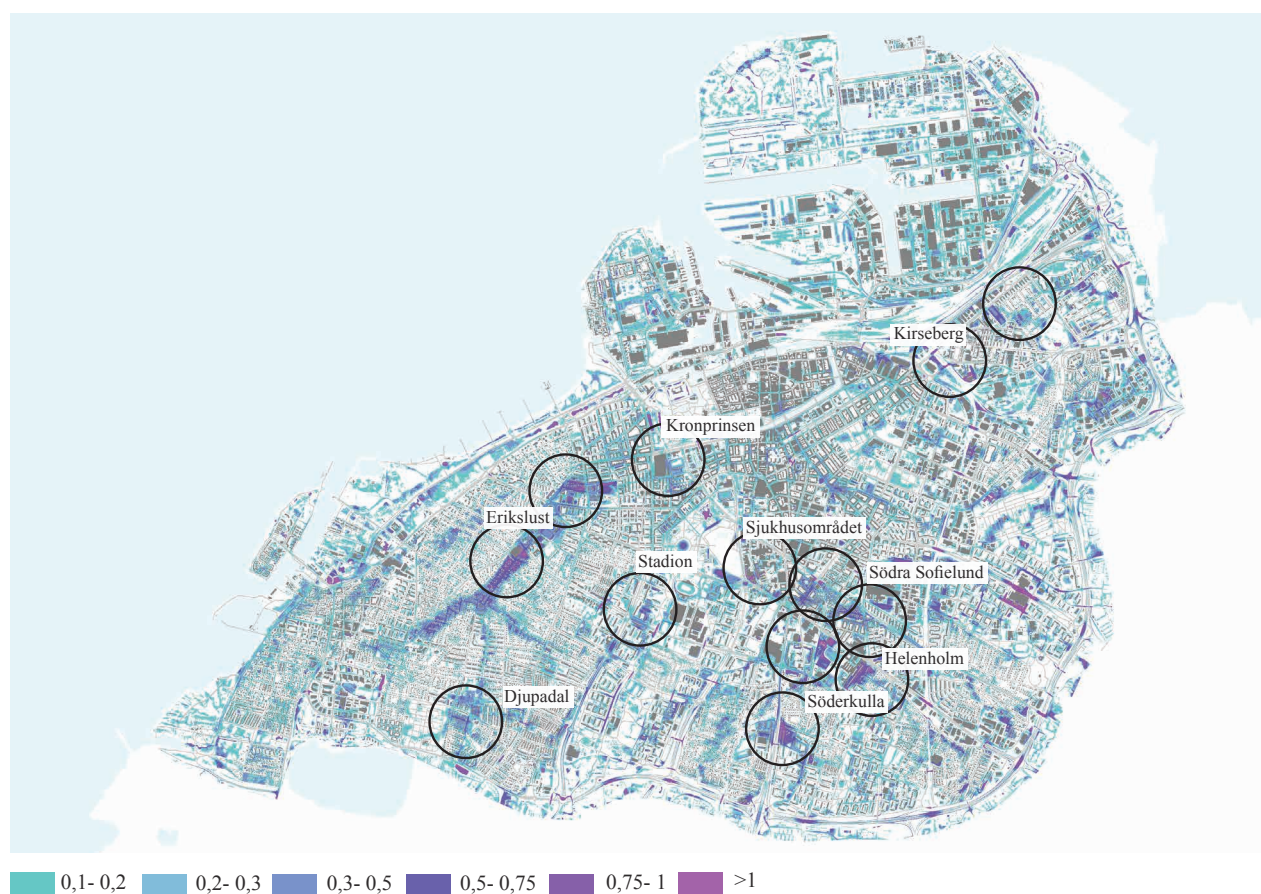 Kirseberg
Kronprinsen
Erikslust
Sjukhusområdet
Stadion
Södra Sofielund
Helenholm
Djupadal
Söderkulla
0,1- 0,2
0,2- 0,3
0,3- 0,5
0,5- 0,75
0,75- 1
>1